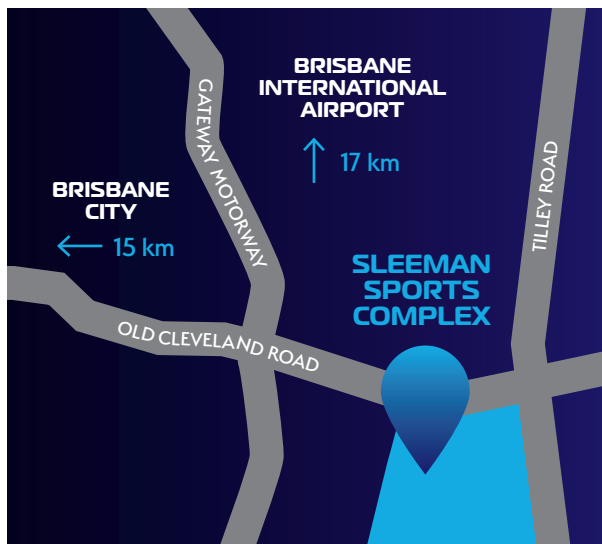 BRISBANE
INTERNATIONAL
AIRPORT
17 km
GATEWAY MOTORWAY
TILLEY ROAD
BRISBANE
CITY
15 km
SLEEMAN
SPORTS
COMPLEX
OLD CLEVELAND ROAD